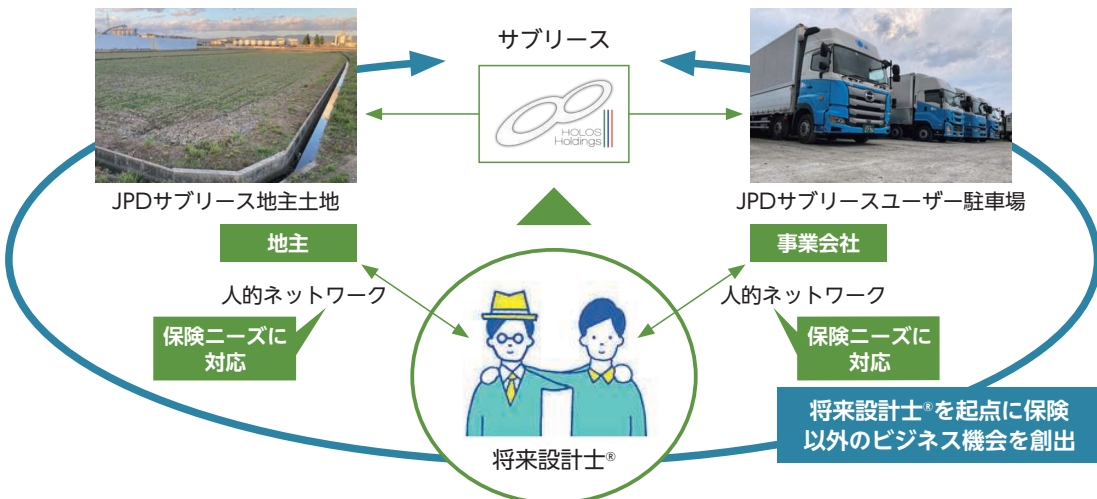 サブリース
HOLOS
Holdings
JPDサブリース地主土地
JPDサブリースユーザー駐車場
地主
事業会社
人的ネットワーク
人的ネットワーク
保険ニーズに
対応
保険ニーズに
対応
将来設計士®を起点に保険
以外のビジネス機会を創出
将来設計士®